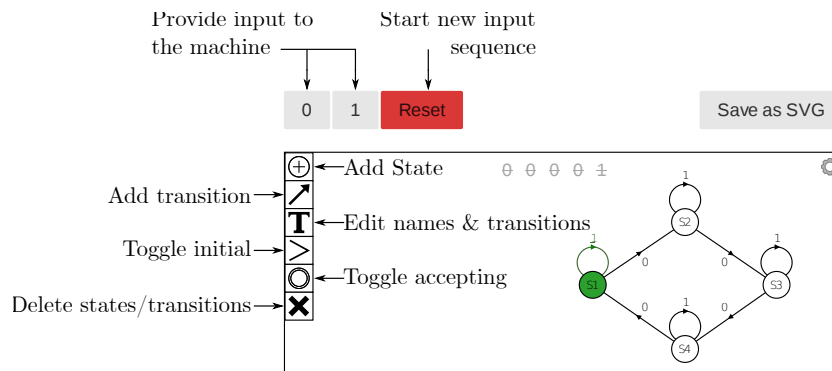 Provide input to
the machine
Start new input
sequence
0
1
Reset
Save as SVG
Add State
0 0 0 0 1
Add transition
Edit names & transitions
Toggle initial
Toggle accepting
Delete states/transitions
1
S2
1
0
0
1
S1
S3
0
1
0
S4